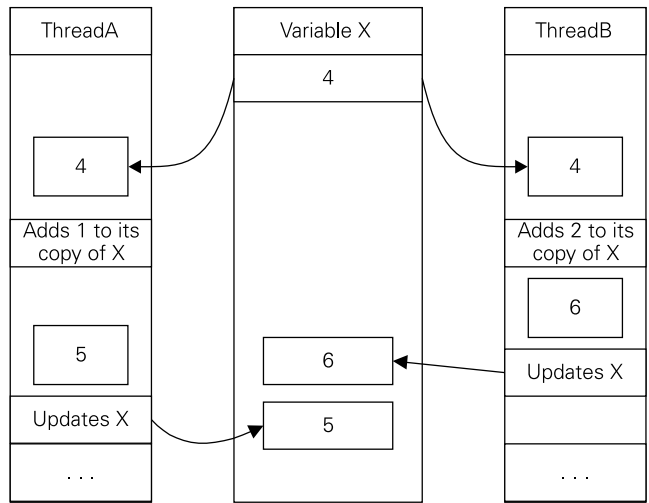 ThreadA
Variable X
ThreadB
4
4
4
Adds 1 to its
copy of X
Adds 2 to its
copy of X
6
5
6
Updates X
Updates X
5
. . .
. . .